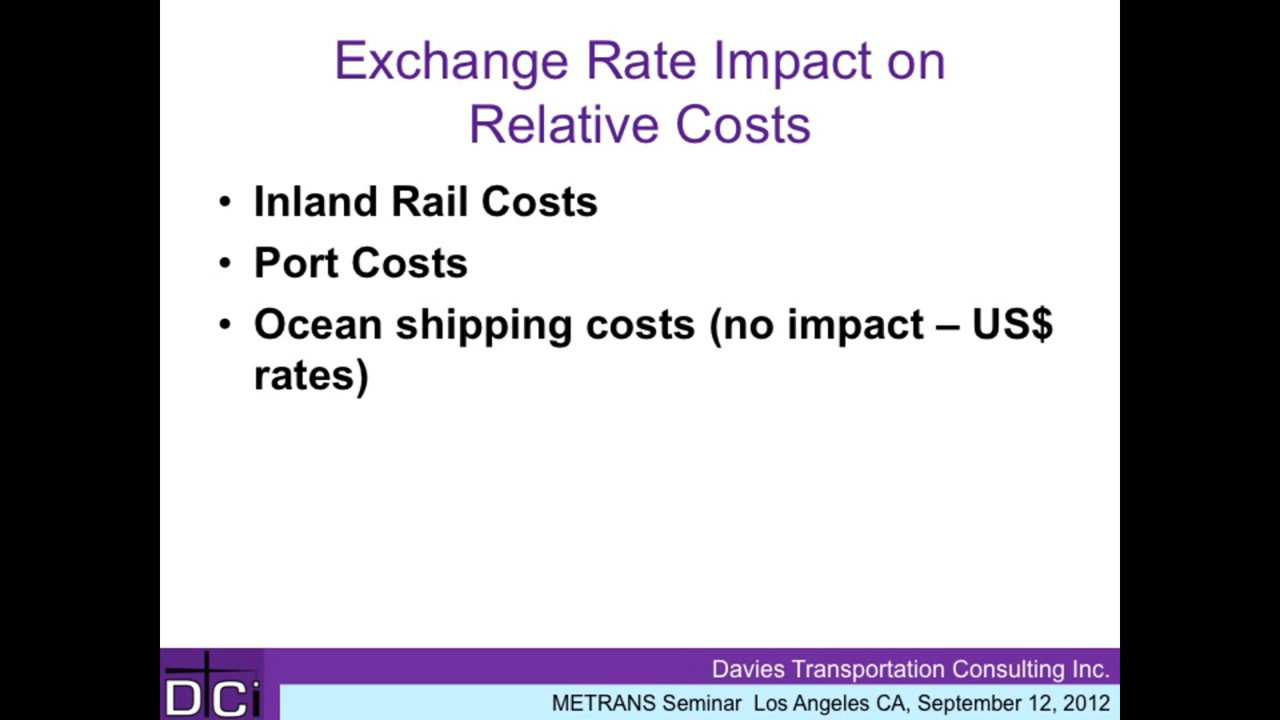 Exchange Rate Impact on
Relative Costs
• Inland Rail Costs
• Port Costs
• Ocean shipping costs (no impact – US$
rates)
Davies Transportation Consulting Inc.
DTCi
METRANS Seminar Los Angeles CA, September 12, 2012